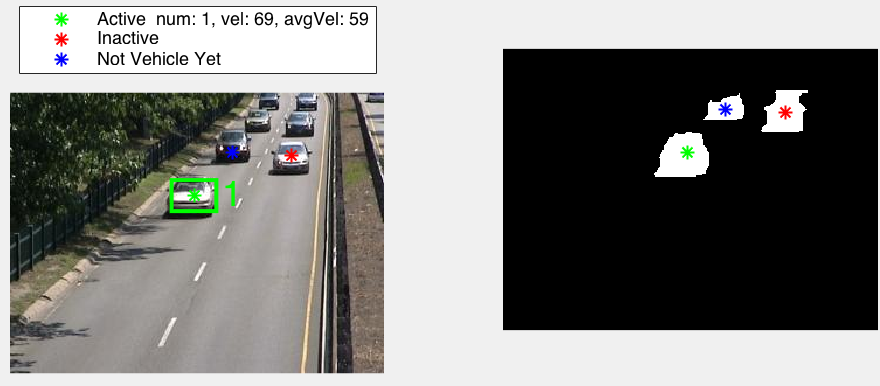 Active num: 1, vel: 69, avgVel: 59
Inactive
Not Vehicle Yet
1